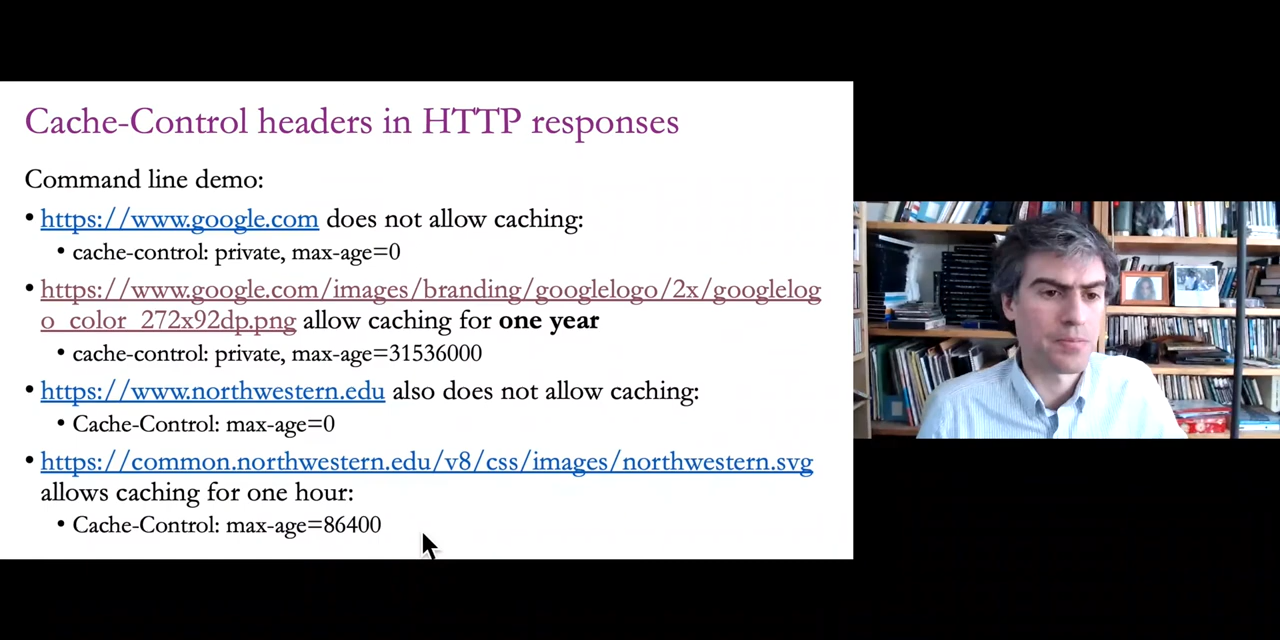 Cache-Control headers in HTTP responses
Command line demo:
• https://www.google.com does not allow caching:
• cache-control: private, max-age=0
• https://www.google.com/images/branding/googlelogo/2x/googlelog
o_color_272x92dp.png allow caching for one year
• cache-control: private, max-age=31536000
• https://www.northwestern.edu also does not allow caching:
• Cache-Control: max-age=0
• https://common.northwestern.edu/v8/css/images/northwestern.svg
allows caching for one hour:
• Cache-Control: max-age=86400